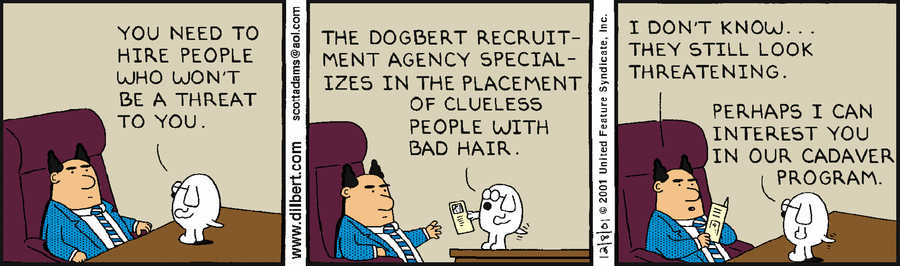 YOU NEED TO
HIRE PEOPLE
WHO WON'T
BE A THREAT
TO YOU.
www.dilbert.com
scottadams@aol.com
THE DOGBERT RECRUIT-
MENT AGENCY SPECIAL-
IZES IN THE PLACEMENT
OF CLUELESS
PEOPLE WITH
BAD HAIR.
12/8/01 © 2001 United Feature Syndicate, Inc.
I DON'T KNOW...
THEY STILL LOOK
THREATENING.
PERHAPS I CAN
INTEREST YOU
IN OUR CADAVER
PROGRAM.